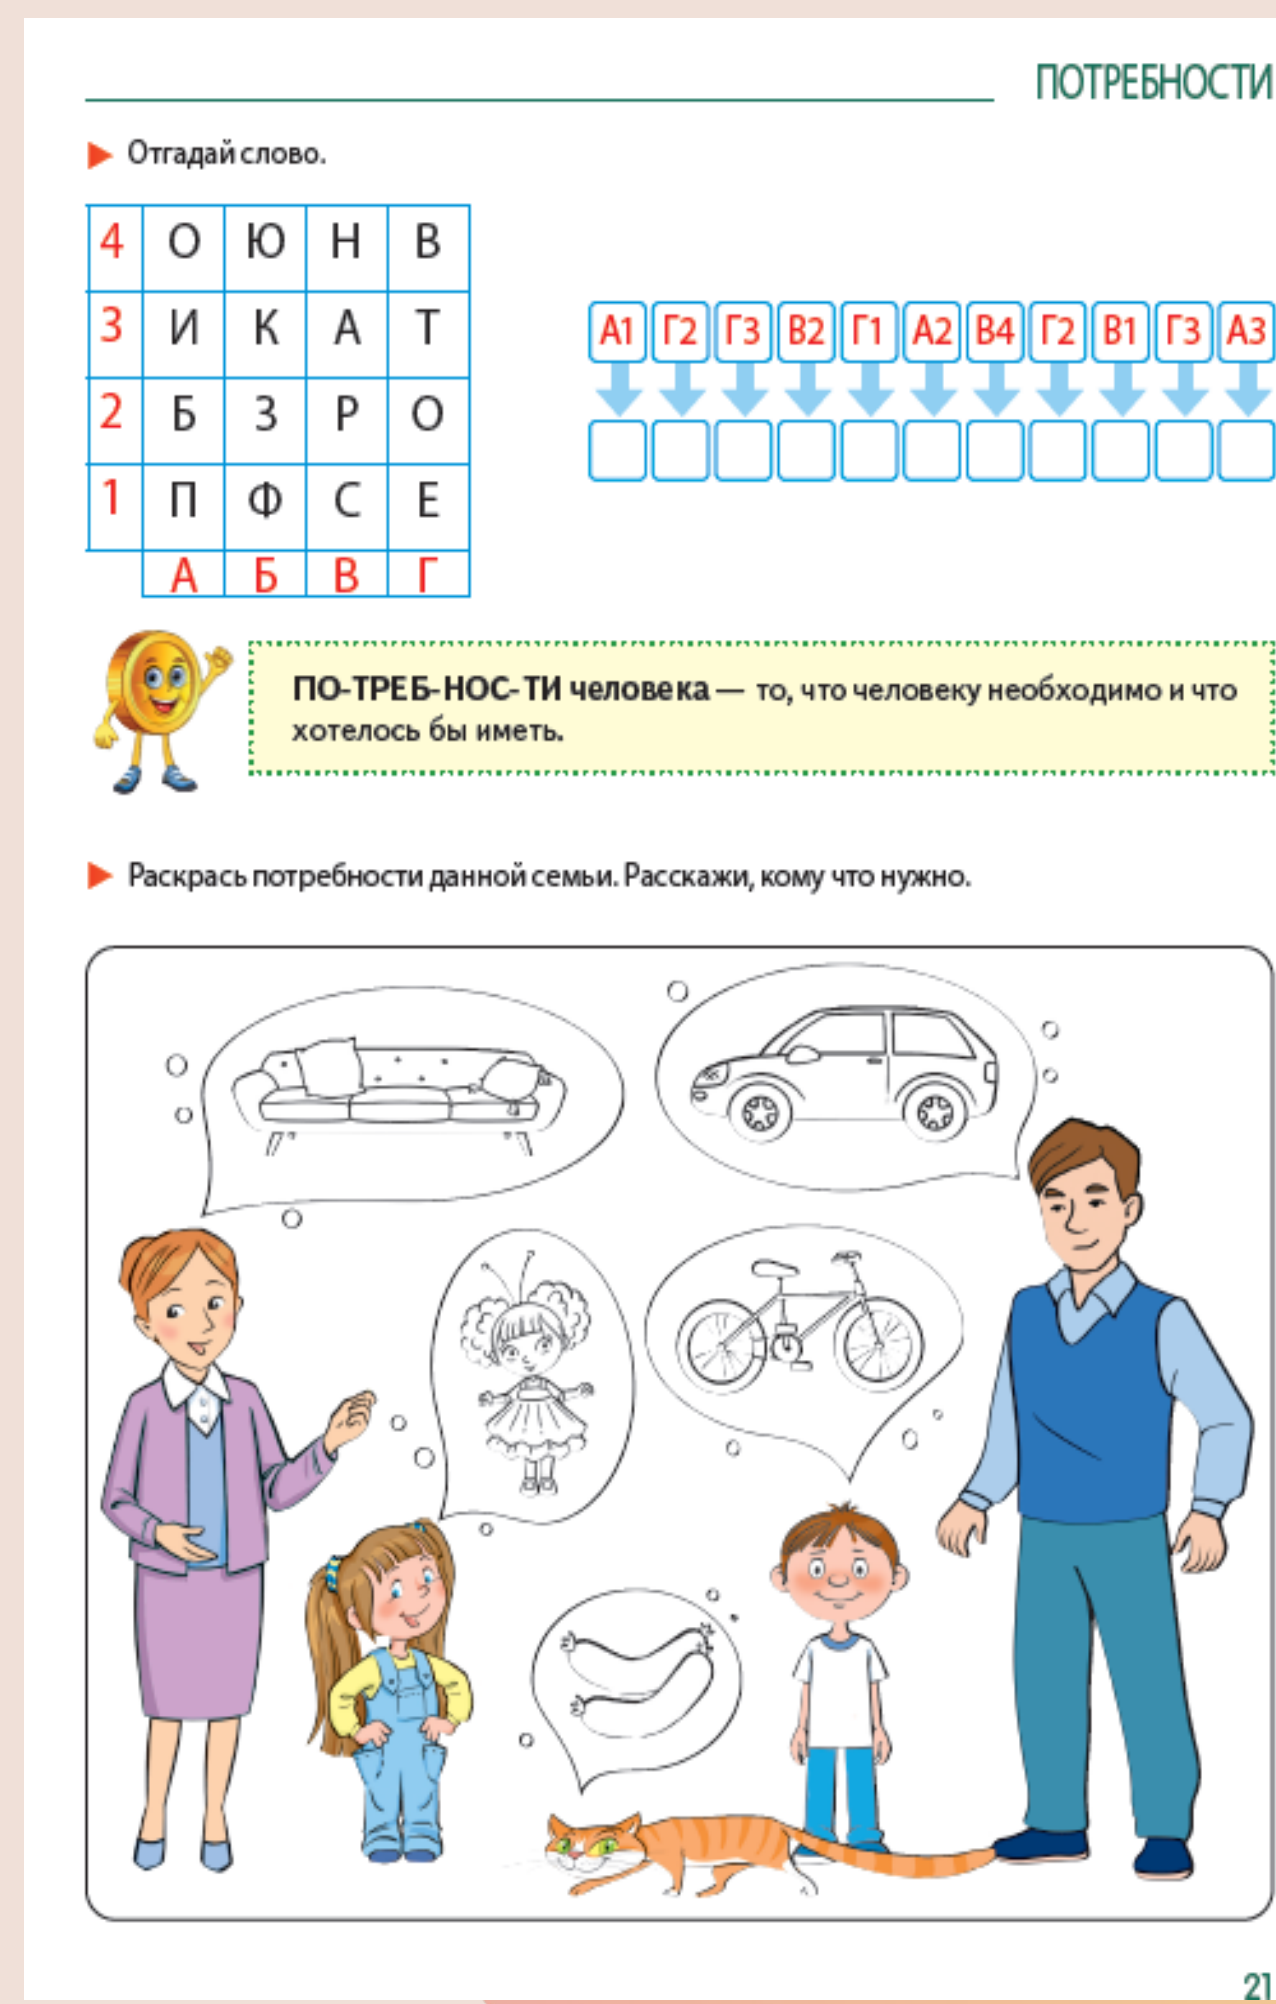 ПОТРЕБНОСТИ
Отгадай слово.
4 О Ю Н В
3 И К А Т
2 Б З Р О
1 П Ф С Е
А Б В Г
А1 Г2 Г3 В2 Г1 А2 В4 Г2 В1 Г3 А3
ПО-ТРЕБ-НОС-ТИ человека — то, что человеку необходимо и что
хотелось бы иметь.
Раскрась потребности данной семьи. Расскажи, кому что нужно.
21